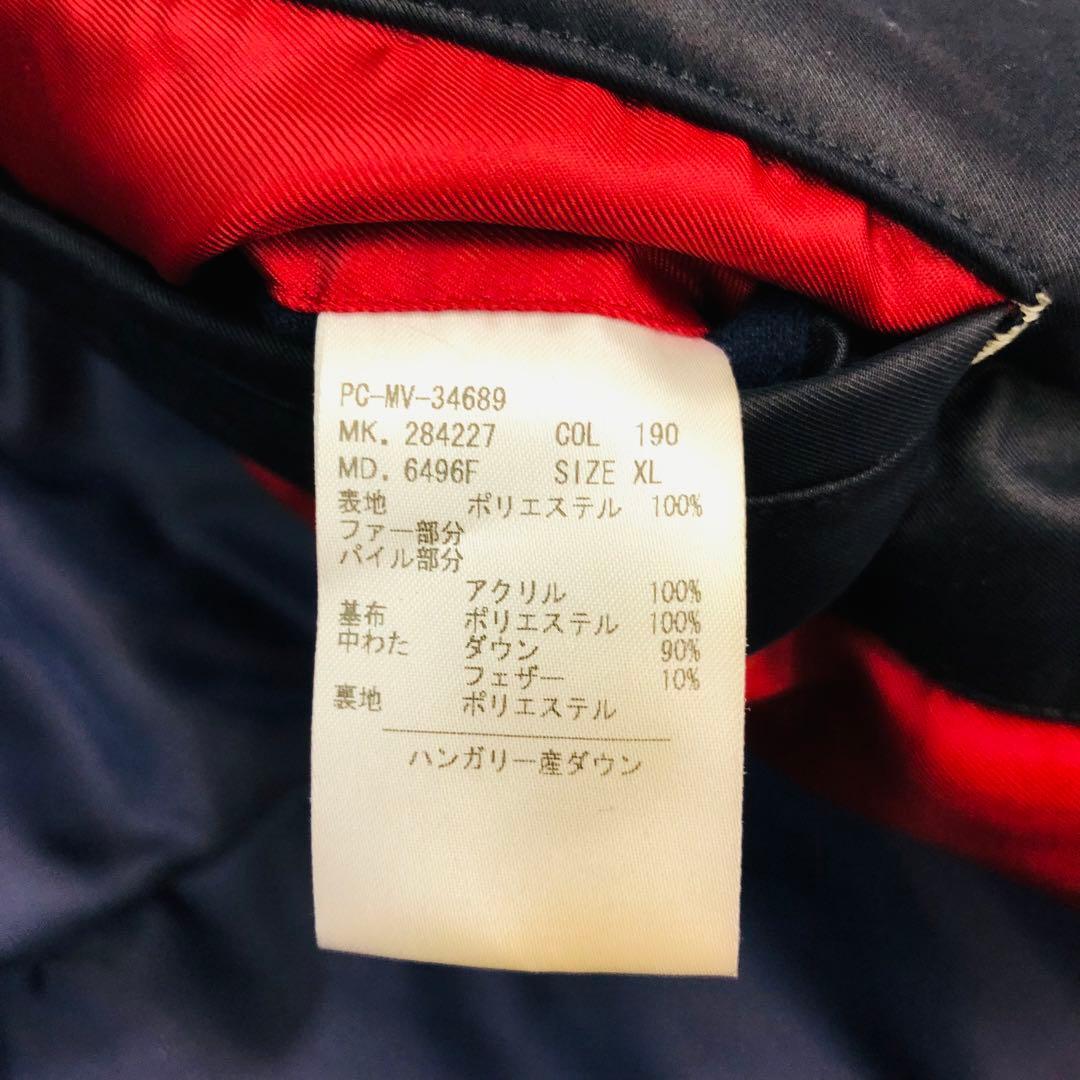 PC-MV-34689
MK. 284227 COL 190
MD. 6496F SIZE XL
表地 ポリエステル 100%
ファー部分
パイル部分
アクリル 100%
基布 ポリエステル 100%
中わた ダウン 90%
フェザー 10%
裏地 ポリエステル
ハンガリー産ダウン